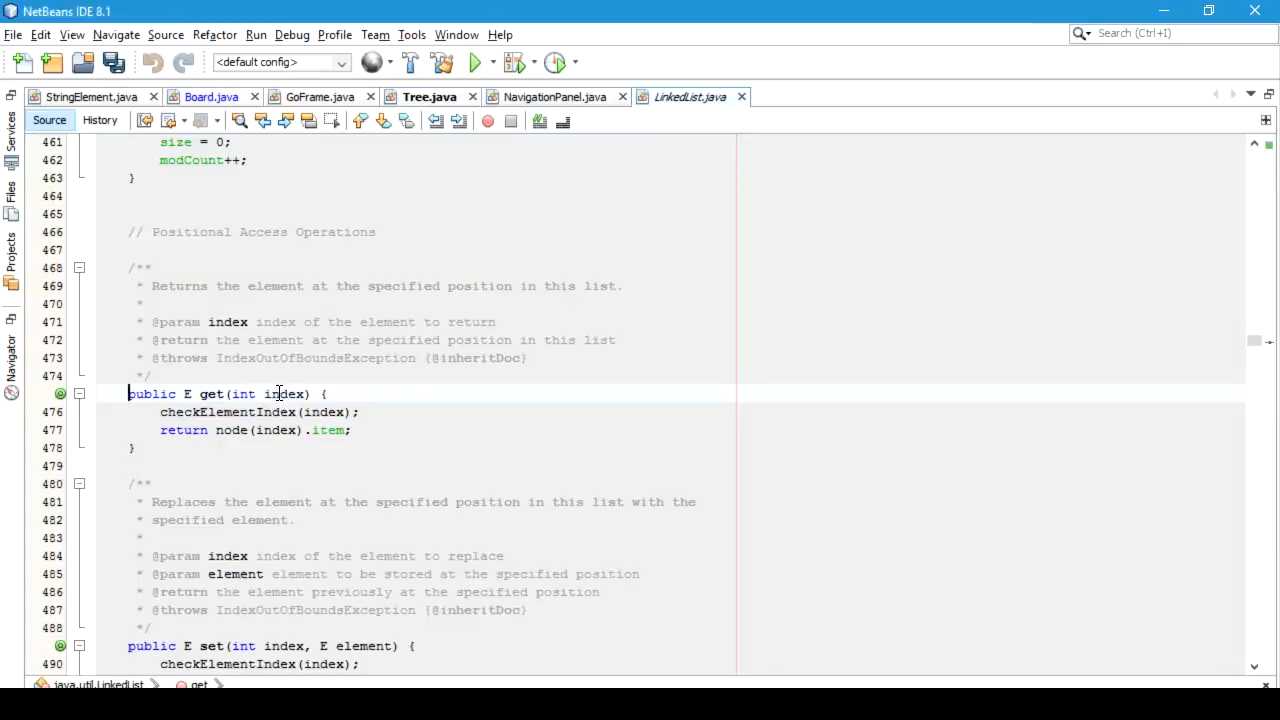 NetBeans IDE 8.1
File Edit View Navigate Source Refactor Run Debug Profile Team Tools Window Help
Search (Ctrl+I)
<default config>
StringElement.java Board.java GoFrame.java Tree.java NavigationPanel.java LinkedList.java
Source History
Services
Files
Projects
Navigator
461 size = 0;
462 modCount++;
463 }
464
465
466 // Positional Access Operations
467
468 /**
469 * Returns the element at the specified position in this list.
470 *
471 * @param index index of the element to return
472 * @return the element at the specified position in this list
473 * @throws IndexOutOfBoundsException {@inheritDoc}
474 */
public E get(int index) {
476 checkElementIndex(index);
477 return node(index).item;
478 }
479
480 /**
481 * Replaces the element at the specified position in this list with the
482 * specified element.
483 *
484 * @param index index of the element to replace
485 * @param element element to be stored at the specified position
486 * @return the element previously at the specified position
487 * @throws IndexOutOfBoundsException {@inheritDoc}
488 */
public E set(int index, E element) {
490 checkElementIndex(index);
java.util.LinkedList get